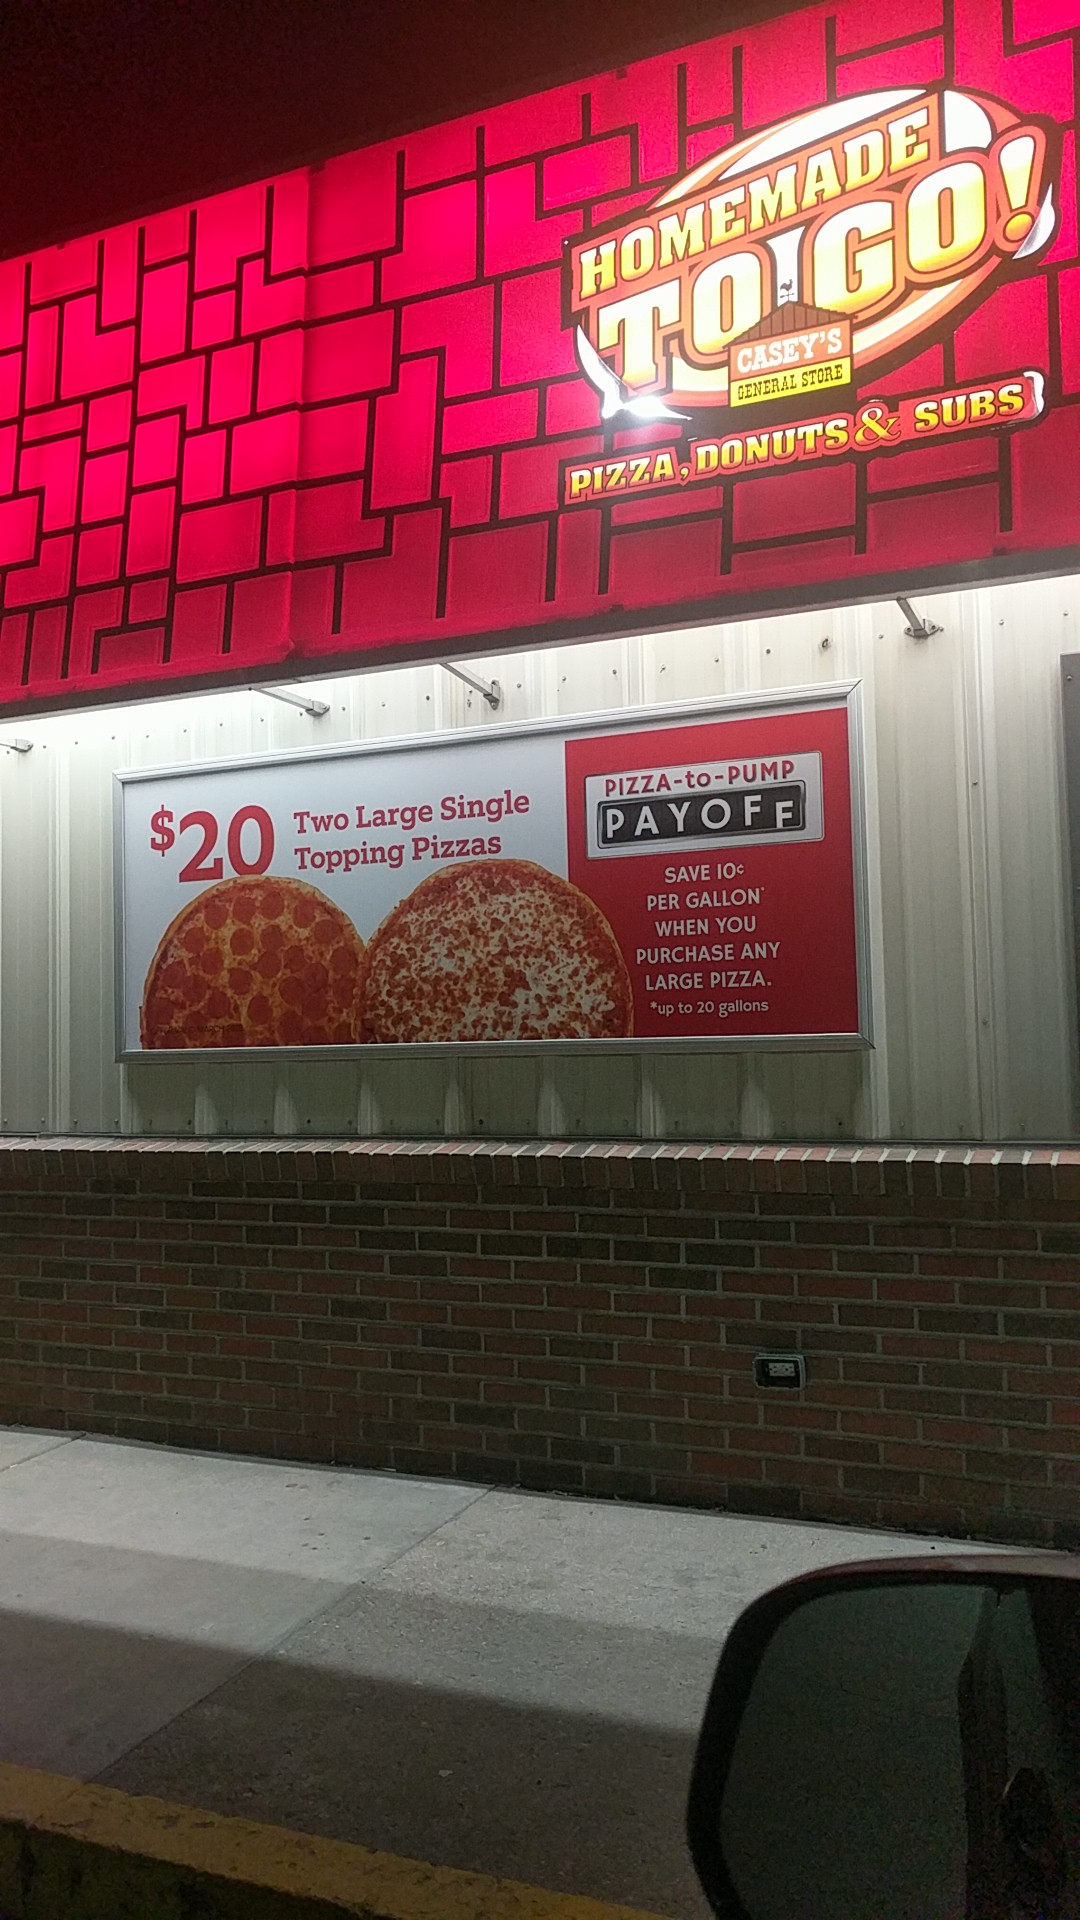 HOMEMADE
TO GO!
CASEY'S
GENERAL STORE
PIZZA, DONUTS & SUBS
$20 Two Large Single
Topping Pizzas
PIZZA-to-PUMP
PAYOFF
SAVE 10¢
PER GALLON*
WHEN YOU
PURCHASE ANY
LARGE PIZZA.
*up to 20 gallons